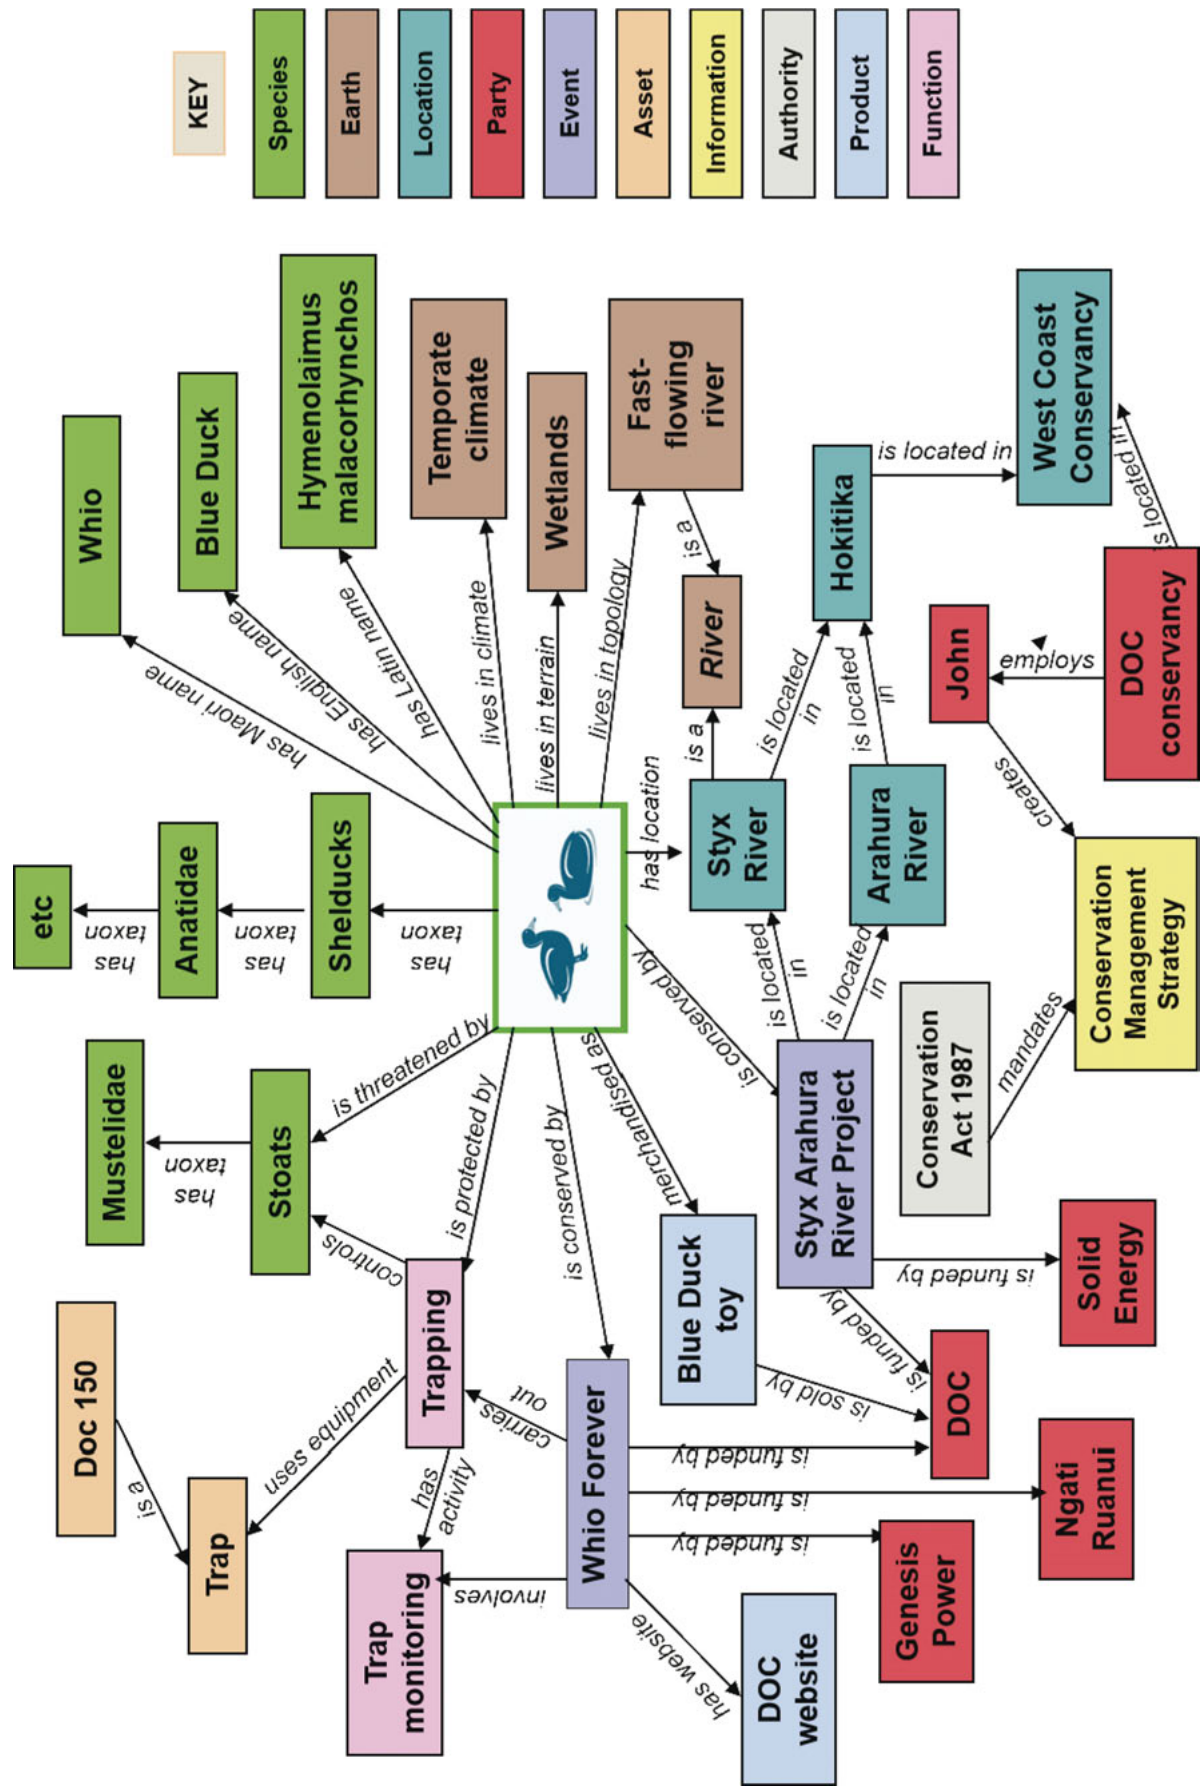 KEY
Species
Earth
Location
Party
Event
Asset
Information
Authority
Product
Function
Whio
Blue Duck
Hymenolaimus
malacorhynchos
Temporate
climate
Wetlands
Fast-
flowing
river
River
has Maori name
has English name
has Latin name
lives in climate
lives in terrain
lives in topology
is a
is a
etc
has
taxon
Anatidae
has
taxon
Shelducks
has
taxon
Mustelidae
has
taxon
Stoats
is threatened by
Doc 150
is a
Trap
uses equipment
controls
Trapping
is protected by
has
activity
Trap
monitoring
involves
carries
out
Whio Forever
is conserved by
has website
DOC
website
is funded by
is funded by
is funded by
Genesis
Power
Ngati
Ruanui
DOC
Blue Duck
toy
merchandised as
is sold by
is conserved by
Styx Arahura
River Project
is funded by
is funded by
Solid
Energy
has location
Styx
River
Arahura
River
is located
in
is located
in
is located
in
is located
in
Hokitika
is located in
West Coast
Conservancy
is located in
DOC
conservancy
employs
John
creates
Conservation
Management
Strategy
mandates
Conservation
Act 1987